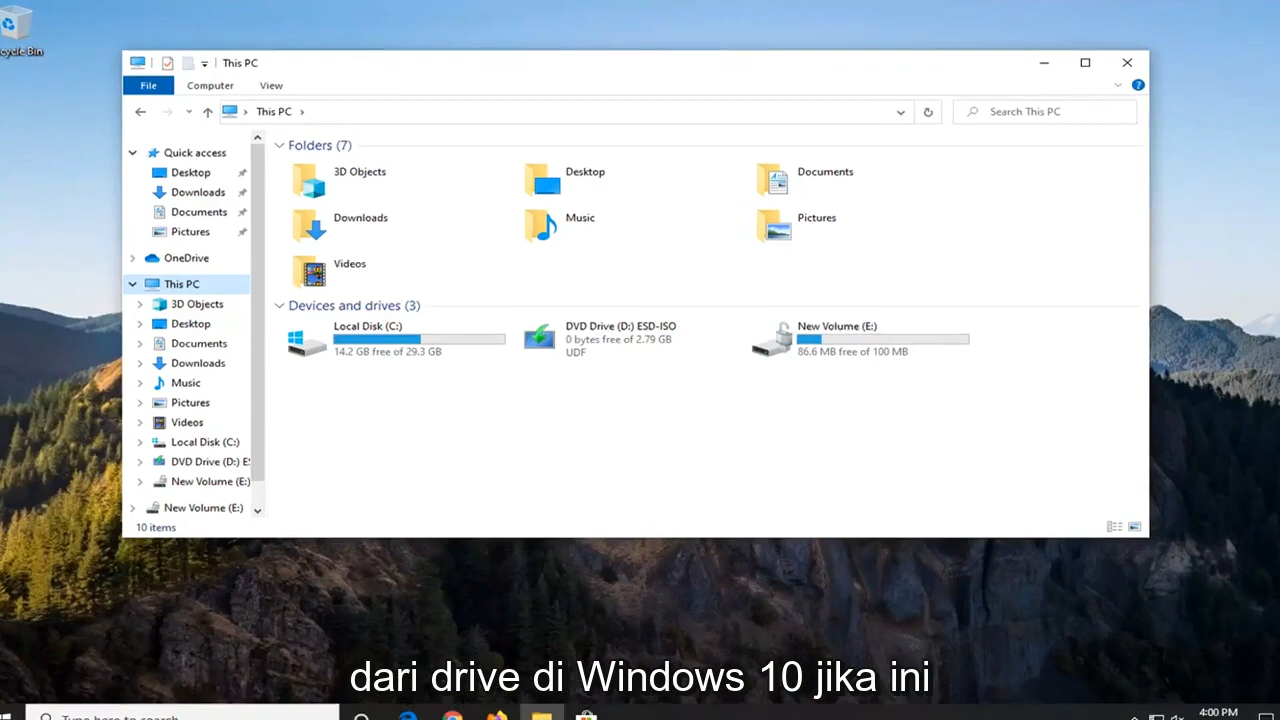 cycle Bin
This PC
File Computer View
This PC
Search This PC
Quick access
Desktop
Downloads
Documents
Pictures
OneDrive
This PC
3D Objects
Desktop
Documents
Downloads
Music
Pictures
Videos
Local Disk (C:)
DVD Drive (D:) ES
New Volume (E:)
New Volume (E:)
10 items
Folders (7)
3D Objects
Desktop
Documents
Downloads
Music
Pictures
Videos
Devices and drives (3)
Local Disk (C:)
14.2 GB free of 29.3 GB
DVD Drive (D:) ESD-ISO
0 bytes free of 2.79 GB
UDF
New Volume (E:)
86.6 MB free of 100 MB
dari drive di Windows 10 jika ini
Type here to search
4:00 PM